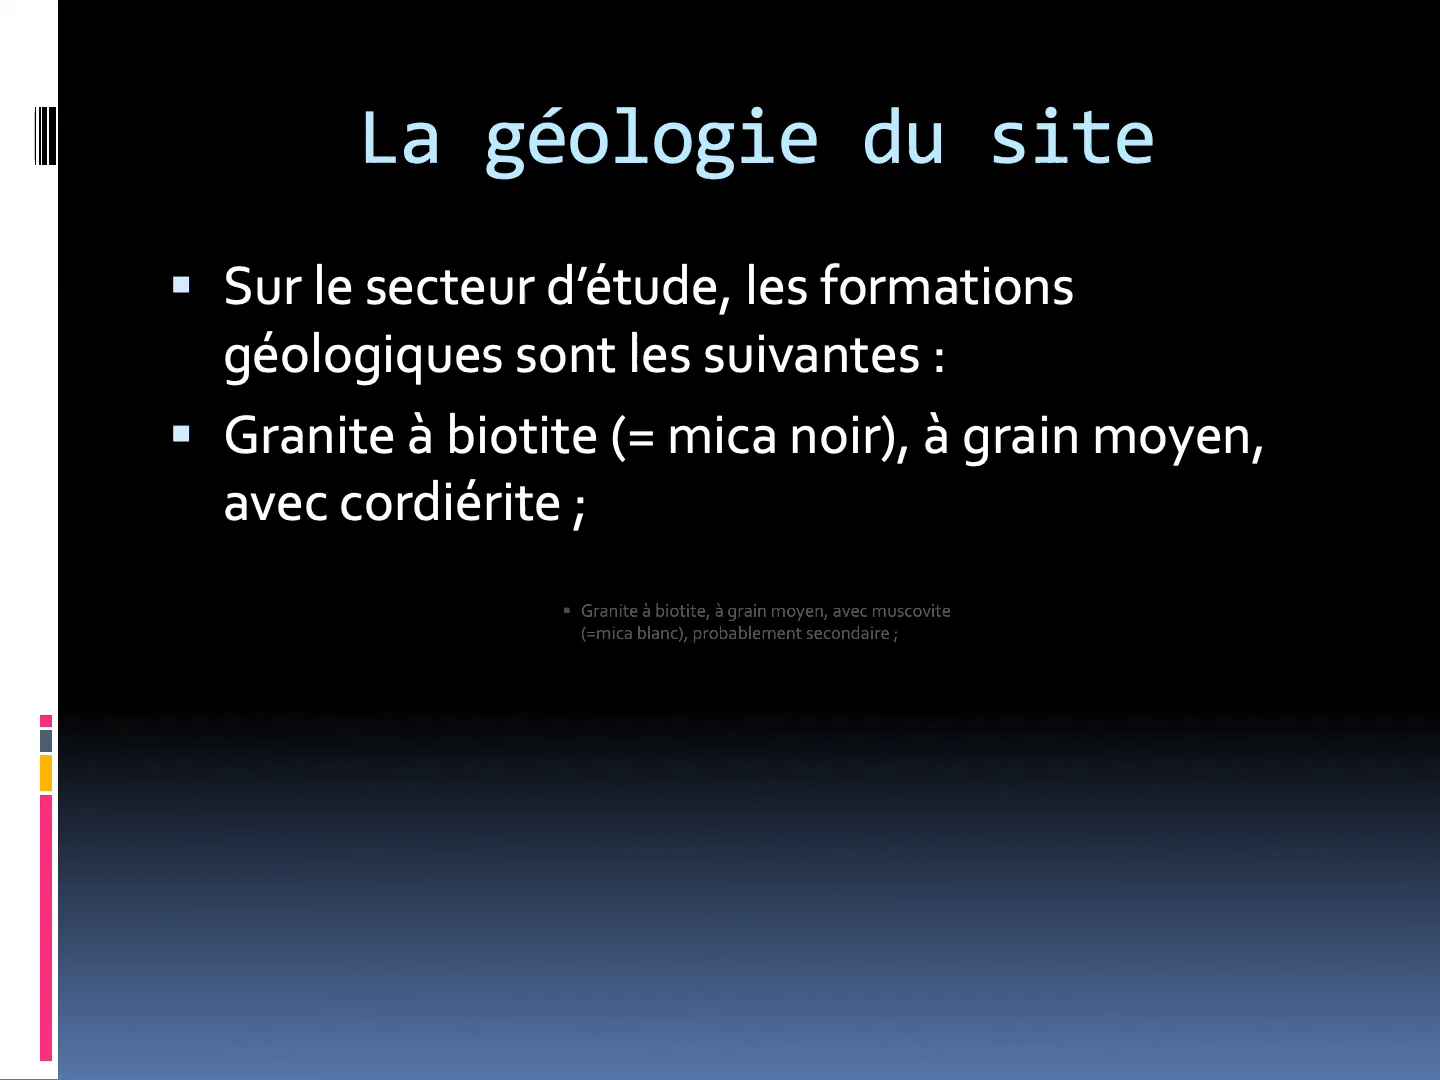 La géologie du site
▪ Sur le secteur d’étude, les formations
géologiques sont les suivantes :
▪ Granite à biotite (= mica noir), à grain moyen,
avec cordiérite ;
▪ Granite à biotite, à grain moyen, avec muscovite
(=mica blanc), probablement secondaire ;